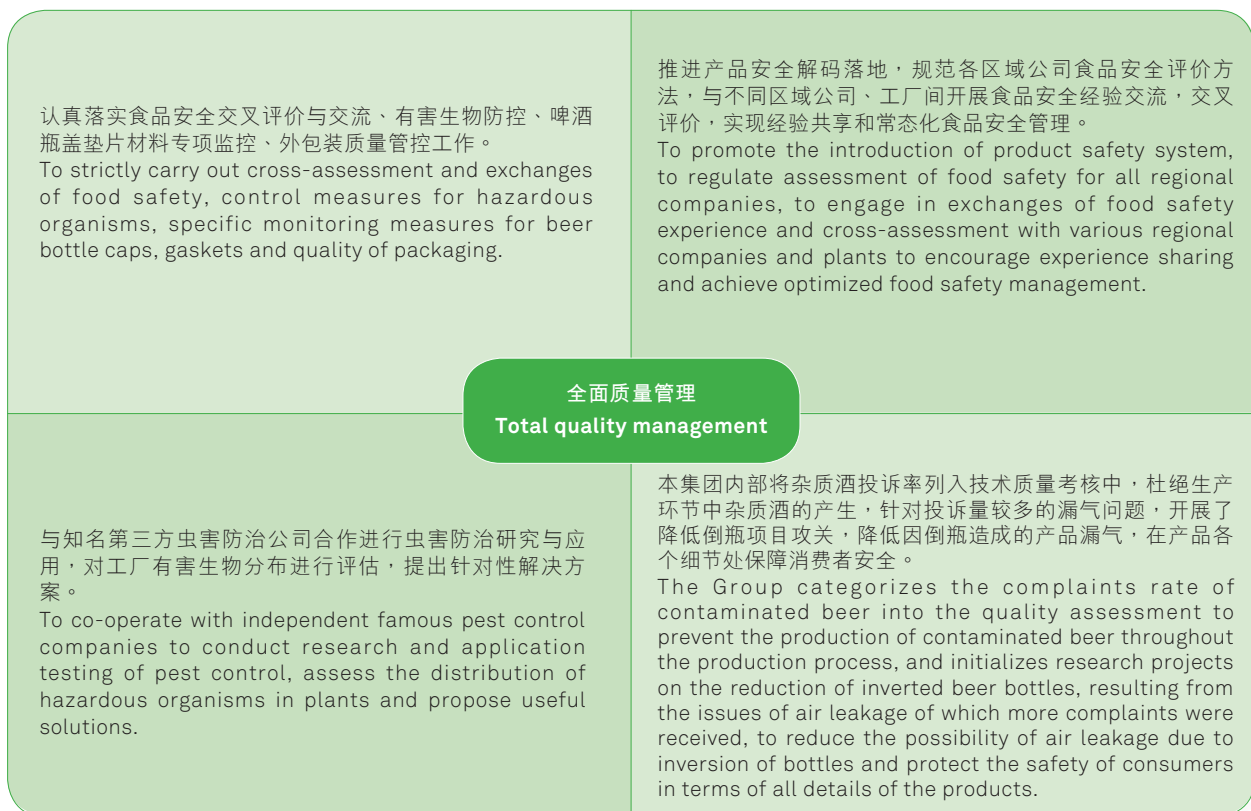 认真落实食品安全交叉评价与交流、有害生物防控、啤酒
瓶盖垫片材料专项监控、外包装质量管控工作。
To strictly carry out cross-assessment and exchanges
of food safety, control measures for hazardous
organisms, specific monitoring measures for beer
bottle caps, gaskets and quality of packaging.
推进产品安全解码落地，规范各区域公司食品安全评价方
法，与不同区域公司、工厂间开展食品安全经验交流，交叉
评价，实现经验共享和常态化食品安全管理。
To promote the introduction of product safety system,
to regulate assessment of food safety for all regional
companies, to engage in exchanges of food safety
experience and cross-assessment with various regional
companies and plants to encourage experience sharing
and achieve optimized food safety management.
全面质量管理
Total quality management
与知名第三方虫害防治公司合作进行虫害防治研究与应
用，对工厂有害生物分布进行评估，提出针对性解决方
案。
To co-operate with independent famous pest control
companies to conduct research and application
testing of pest control, assess the distribution of
hazardous organisms in plants and propose useful
solutions.
本集团内部将杂质酒投诉率列入技术质量考核中，杜绝生产
环节中杂质酒的产生，针对投诉量较多的漏气问题，开展了
降低倒瓶项目攻关，降低因倒瓶造成的产品漏气，在产品各
个细节处保障消费者安全。
The Group categorizes the complaints rate of
contaminated beer into the quality assessment to
prevent the production of contaminated beer throughout
the production process, and initializes research projects
on the reduction of inverted beer bottles, resulting from
the issues of air leakage of which more complaints were
received, to reduce the possibility of air leakage due to
inversion of bottles and protect the safety of consumers
in terms of all details of the products.